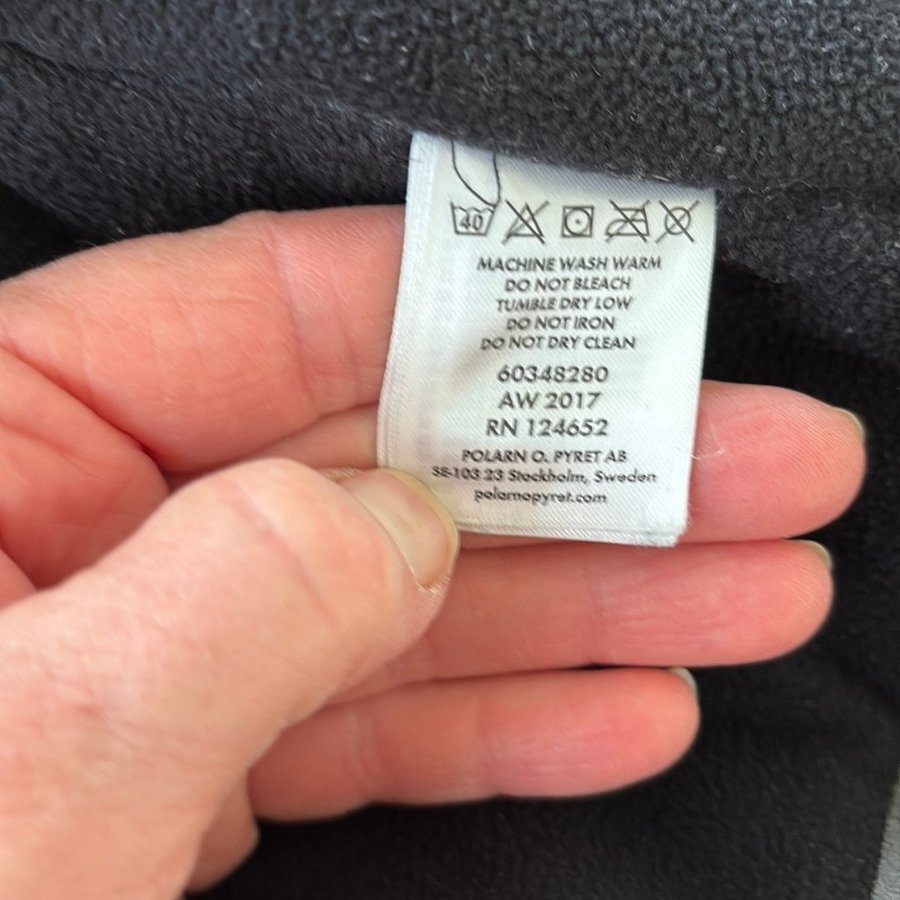 40
MACHINE WASH WARM
DO NOT BLEACH
TUMBLE DRY LOW
DO NOT IRON
DO NOT DRY CLEAN
60348280
AW 2017
RN 124652
POLARN O. PYRET AB
SE-103 23 Stockholm, Sweden
polarnopyret.com